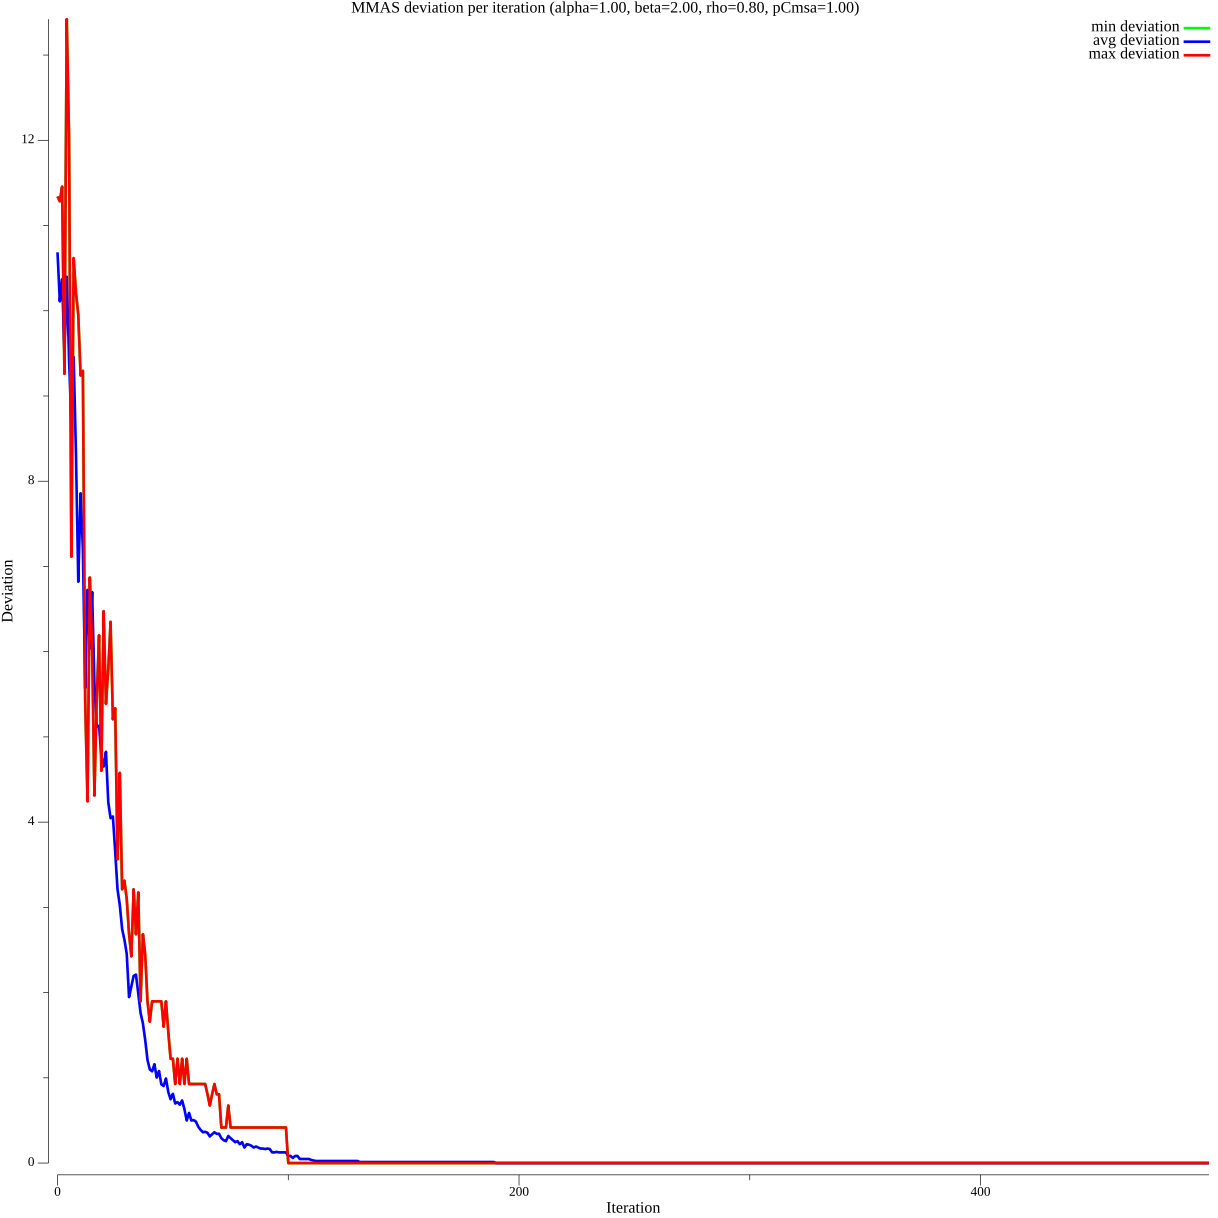 MMAS deviation per iteration (alpha=1.00, beta=2.00, rho=0.80, pCmsa=1.00)
min deviation
avg deviation
max deviation
12
8
4
0
Deviation
0 200 400
Iteration